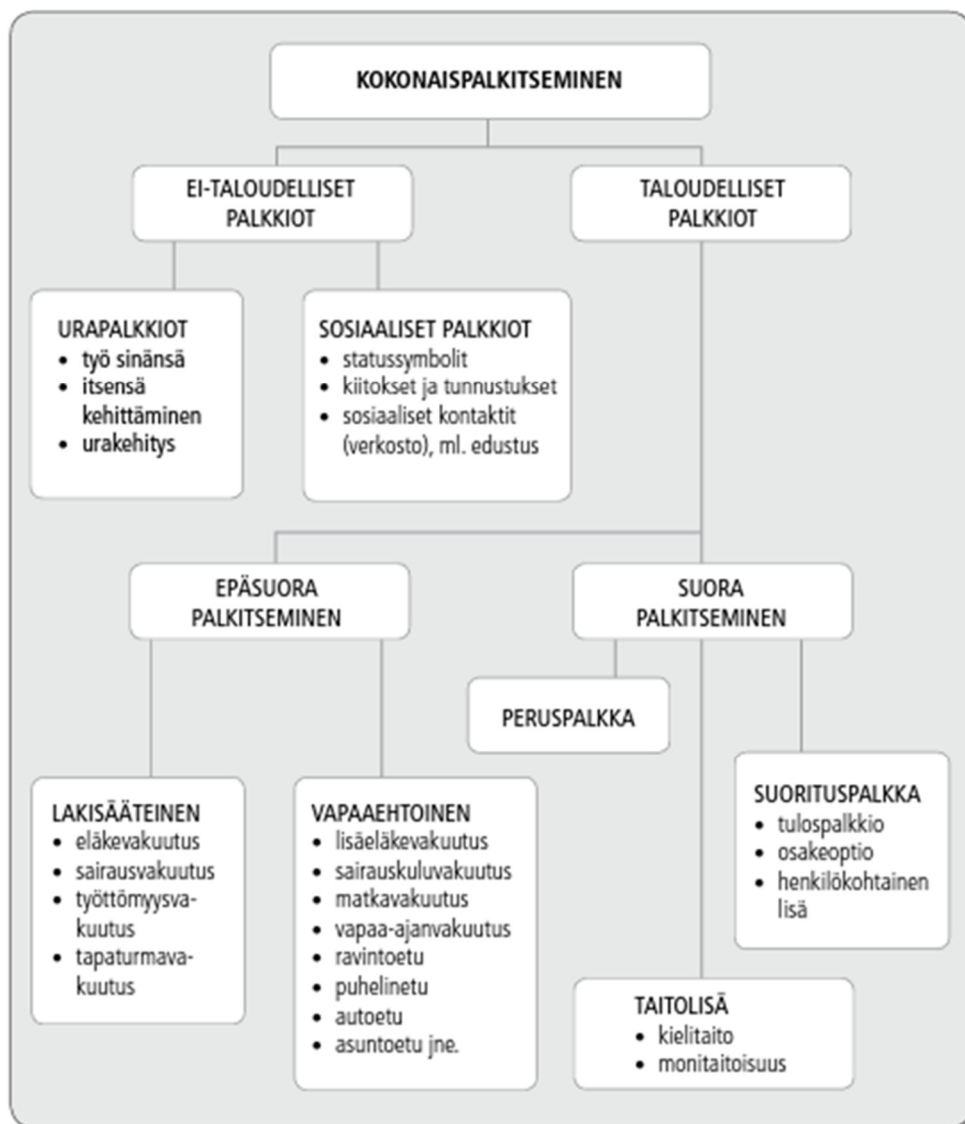 KOKONAISPALKITSEMINEN
EI-TALOUDELLISET
PALKKIOT
TALOUDELLISET
PALKKIOT
URAPALKKIOT
• työ sinänsä
• itsensä
kehittäminen
• urakehitys
SOSIAALISET PALKKIOT
• statussymbolit
• kiitokset ja tunnustukset
• sosiaaliset kontaktit
(verkosto), ml. edustus
EPÄSUORA
PALKITSEMINEN
SUORA
PALKITSEMINEN
PERUSPALKKA
LAKISÄÄTEINEN
• eläkevakuutus
• sairausvakuutus
• työttömyysva-
kuutus
• tapaturmava-
kuutus
VAPAAEHTOINEN
• lisäeläkevakuutus
• sairauskuluvakuutus
• matkavakuutus
• vapaa-ajanvakuutus
• ravintoetu
• puhelinetu
• autoetu
• asuntoetu jne.
SUORITUSPALKKA
• tulospalkkio
• osakeoptio
• henkilökohtainen
lisä
TAITOLISÄ
• kielitaito
• monitaitoisuus